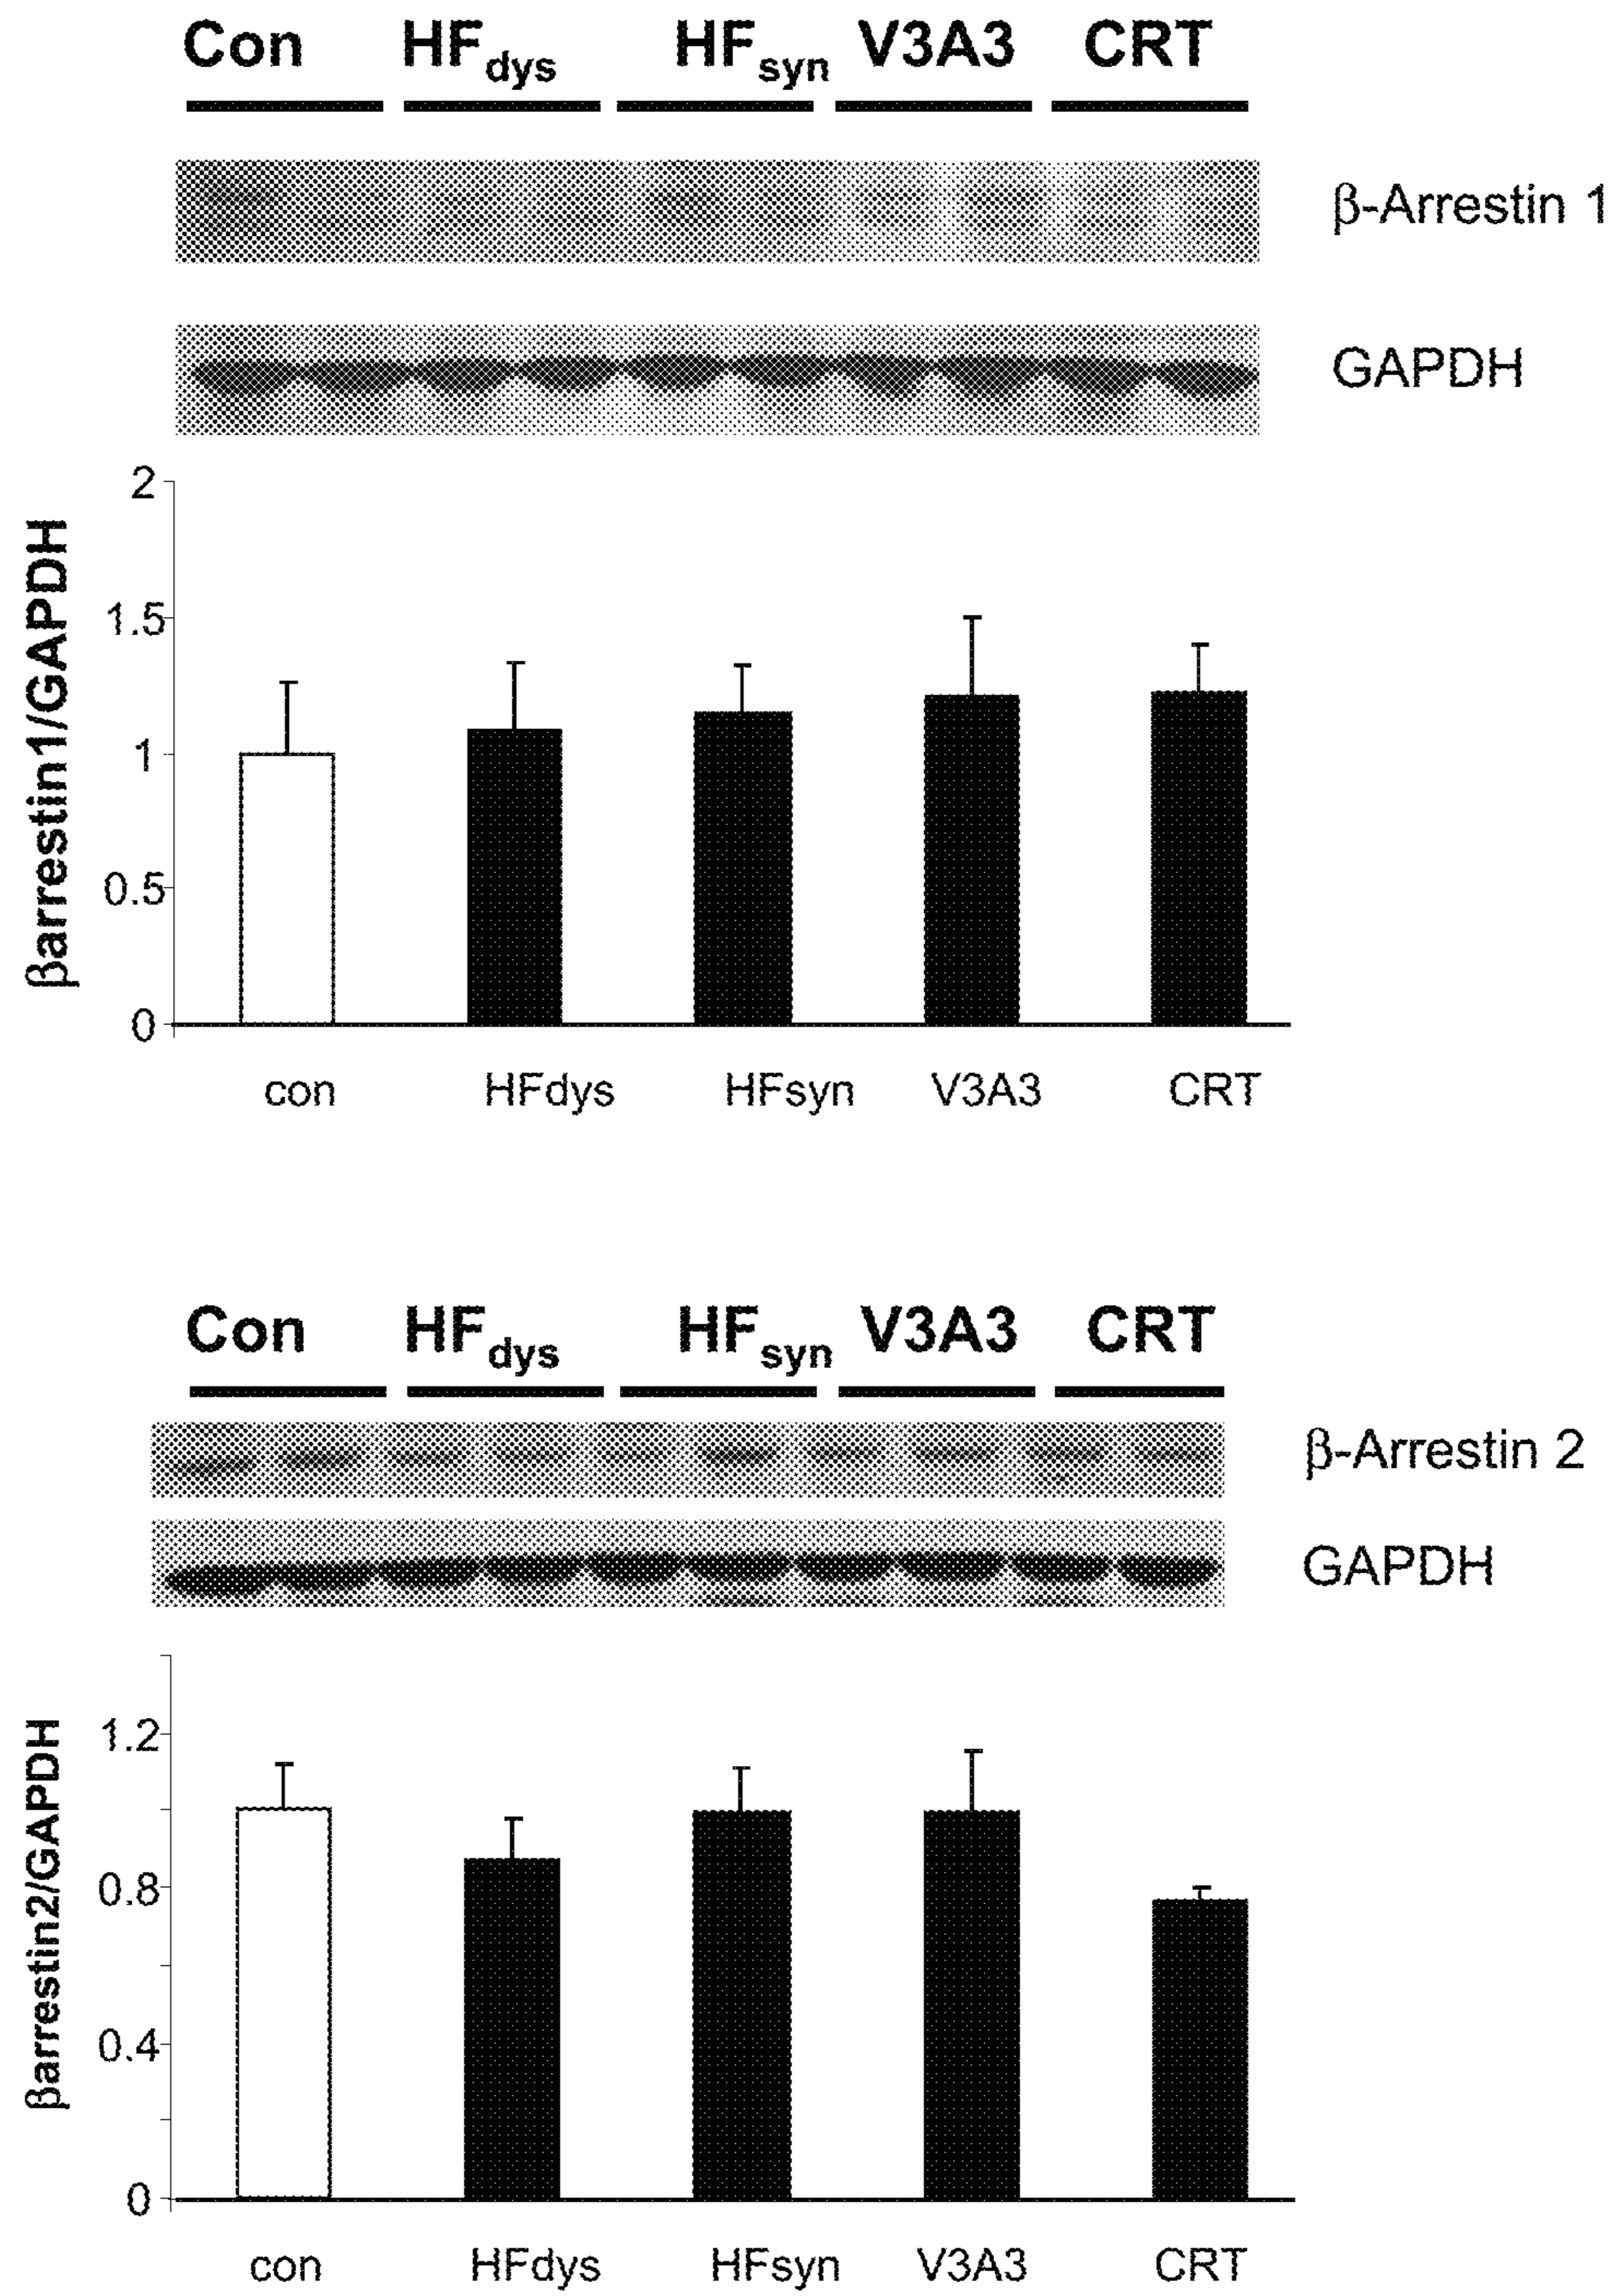 Con HFdys HFsyn V3A3 CRT
β-Arrestin 1
GAPDH
βarrestin1/GAPDH
2
1.5
1
0.5
0
con HFdys HFsyn V3A3 CRT
Con HFdys HFsyn V3A3 CRT
β-Arrestin 2
GAPDH
βarrestin2/GAPDH
1.2
0.8
0.4
0
con HFdys HFsyn V3A3 CRT